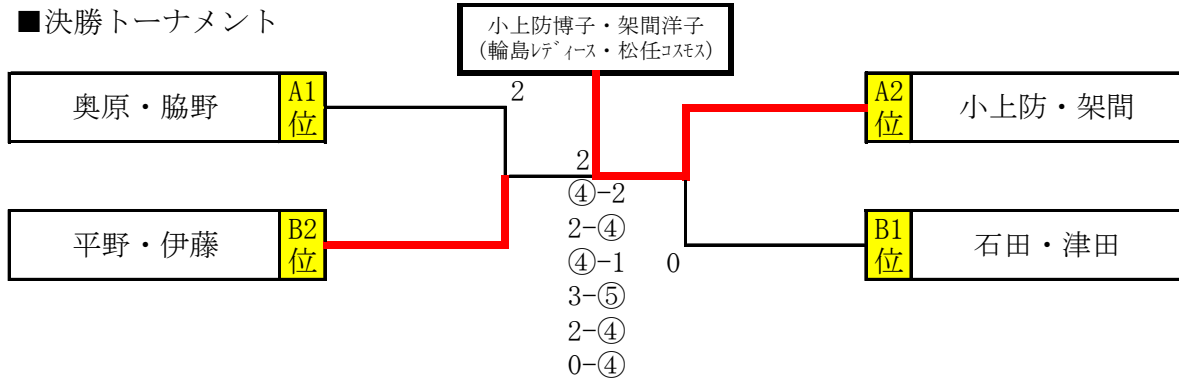 ■決勝トーナメント
小上防博子・架間洋子
(輪島ﾚﾃﾞｨｰｽ・松任ｺｽﾓｽ)
奥原・脇野
A1
位
2
A2
位
小上防・架間
2
④-2
2-④
④-1
3-⑤
2-④
0-④
平野・伊藤
B2
位
0
B1
位
石田・津田